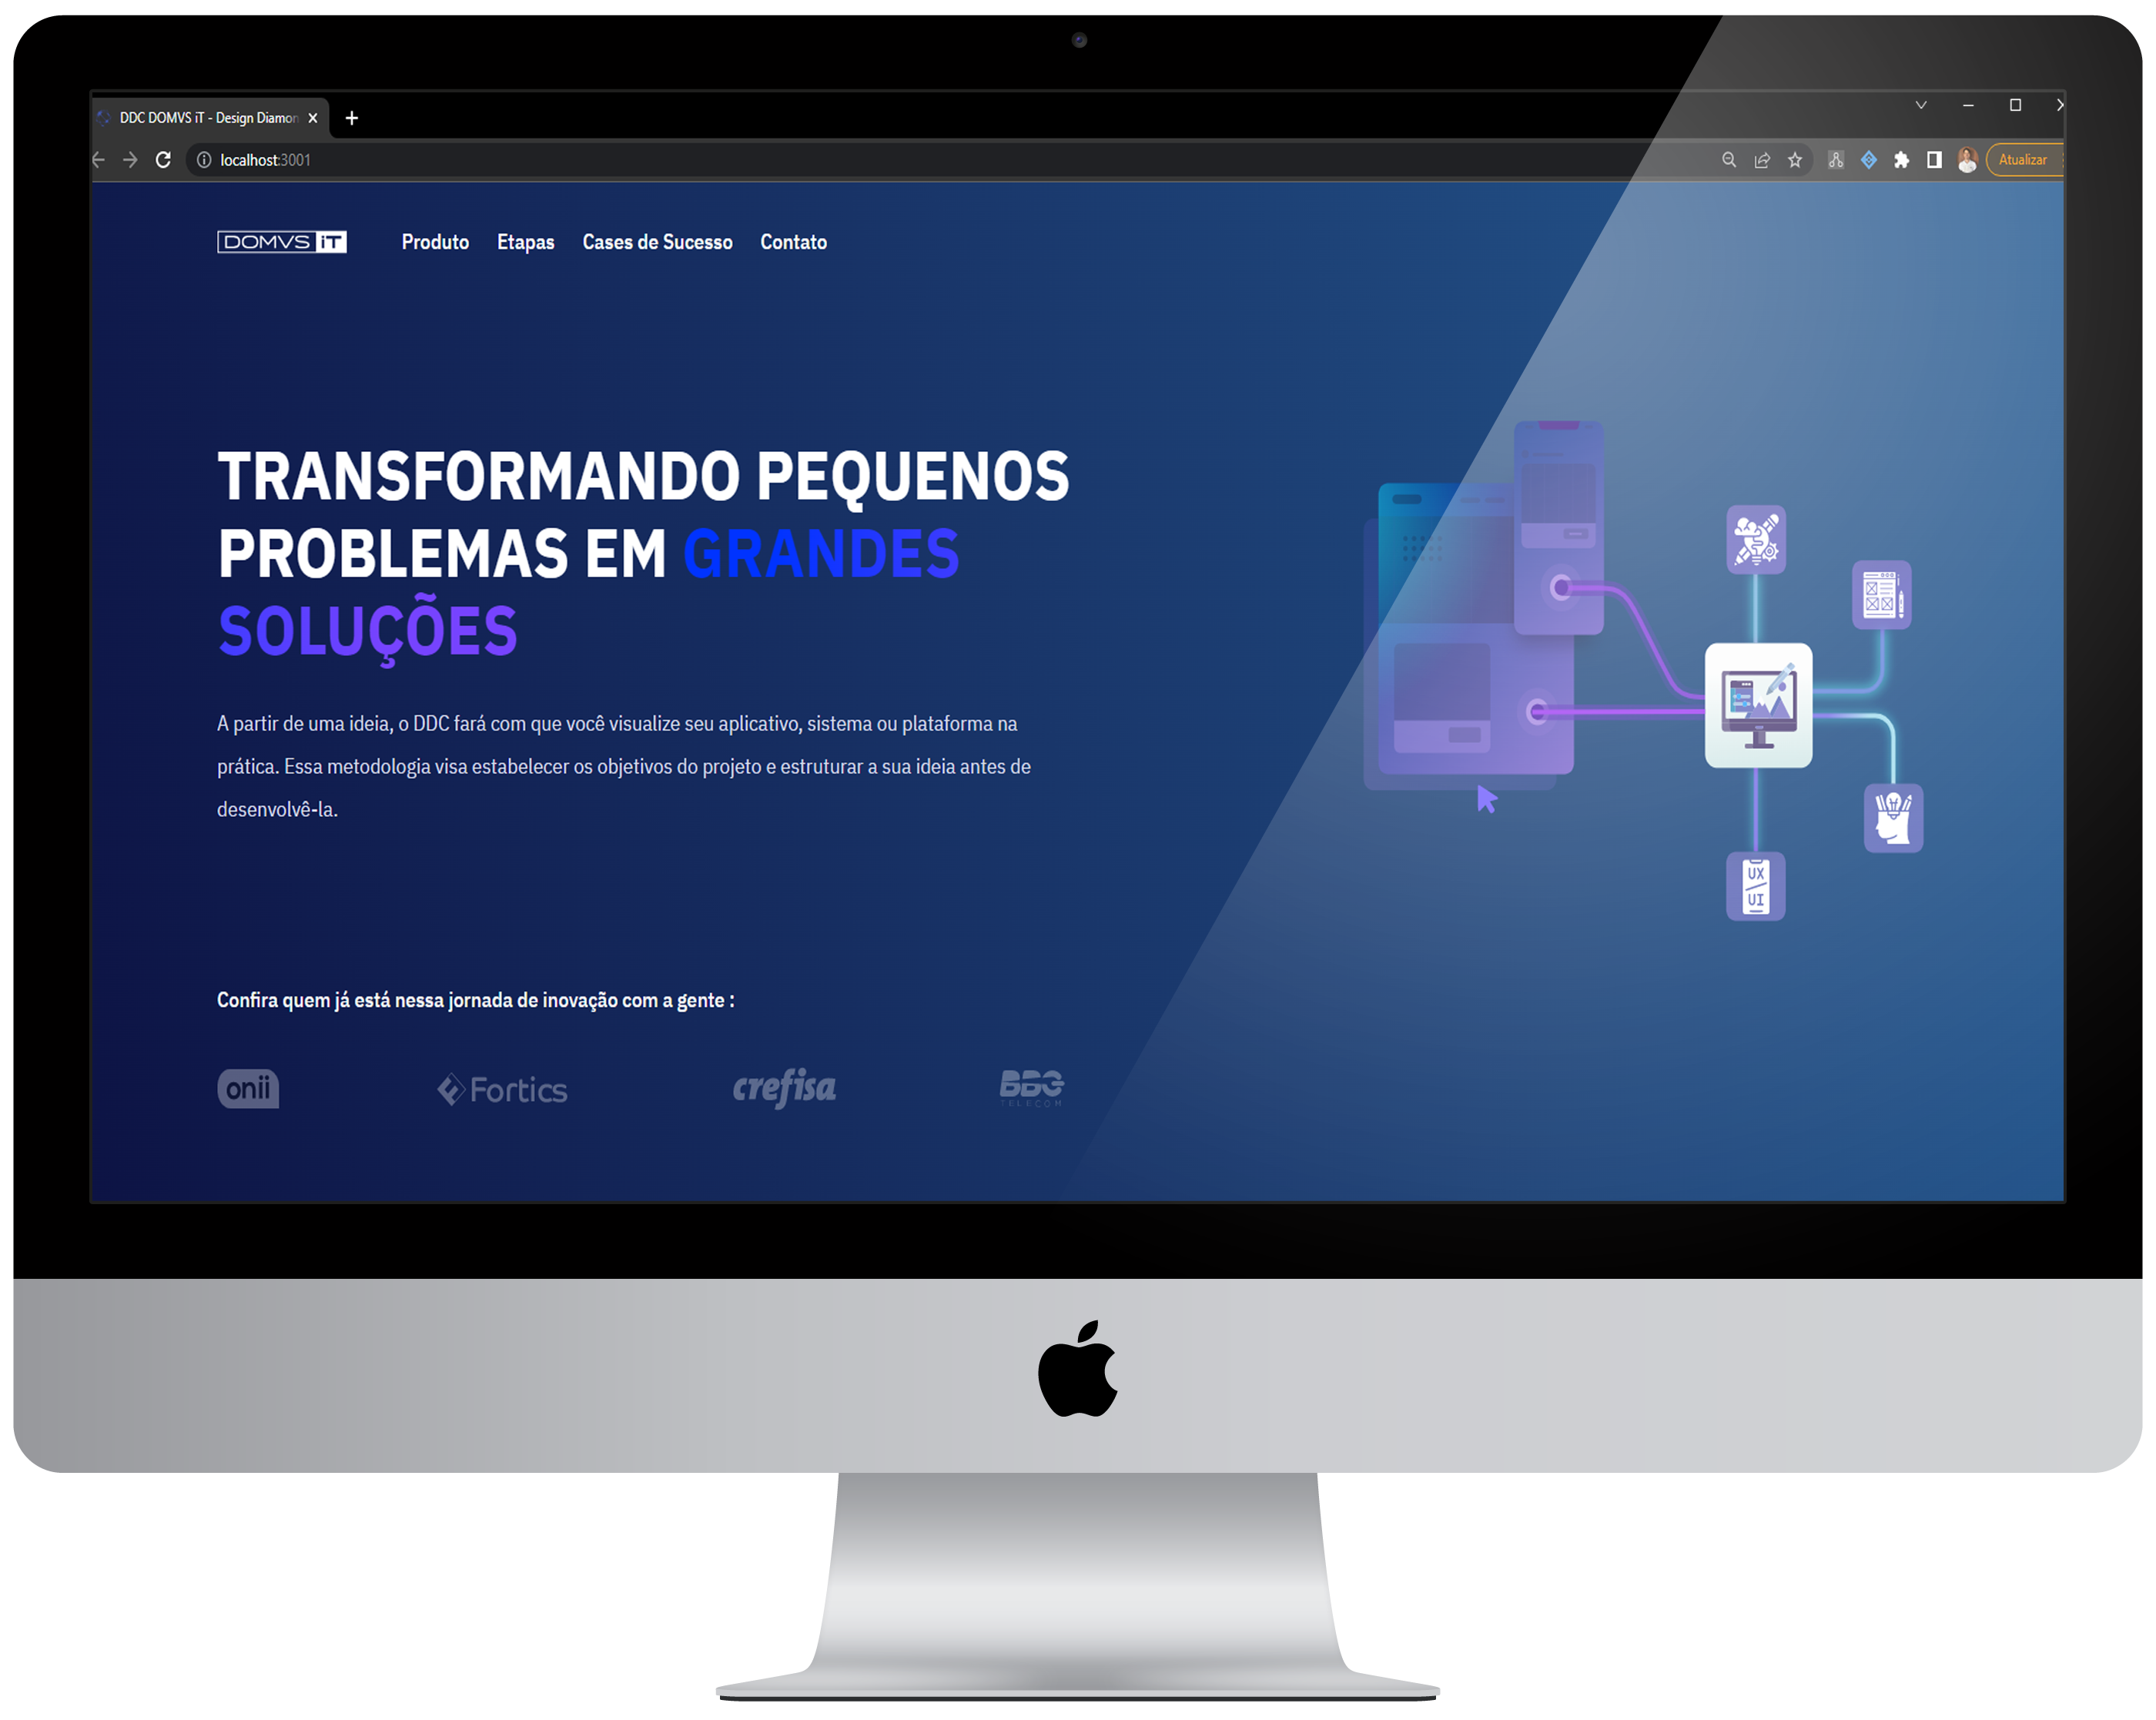 DDC DOMVS iT - Design Diamon
localhost:3001
Atualizar
DOMVS iT
Produto Etapas Cases de Sucesso Contato
TRANSFORMANDO PEQUENOS
PROBLEMAS EM GRANDES
SOLUÇÕES
A partir de uma ideia, o DDC fará com que você visualize seu aplicativo, sistema ou plataforma na
prática. Essa metodologia visa estabelecer os objetivos do projeto e estruturar a sua ideia antes de
desenvolvê-la.
UX
UI
Confira quem já está nessa jornada de inovação com a gente :
onii Fortics crefisa BBG
TELECOM